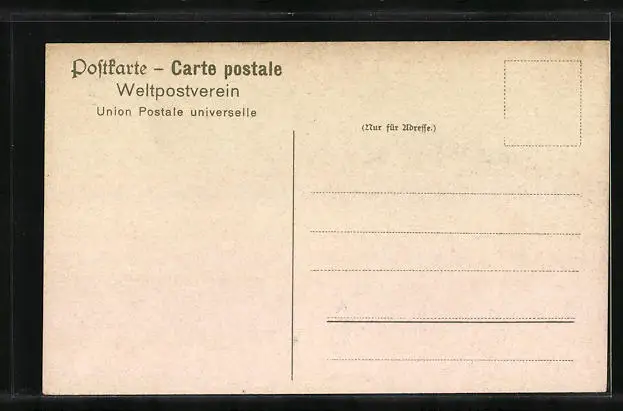 Postkarte – Carte postale
Weltpostverein
Union Postale universelle
(Nur für Adresse.)